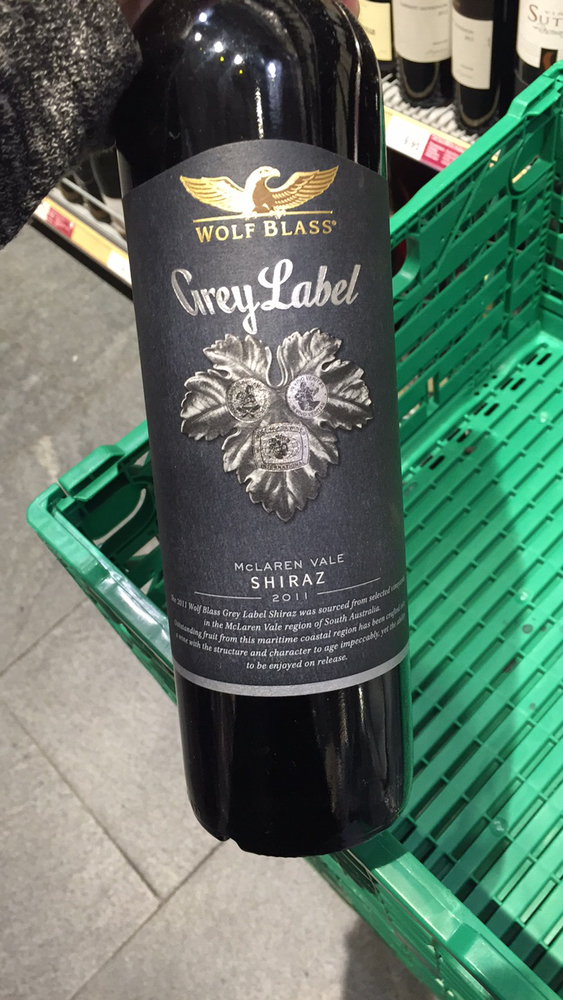 WOLF BLASS
Grey Label
McLAREN VALE
SHIRAZ
2011
2011 Wolf Blass Grey Label Shiraz was sourced from selected
in the McLaren Vale region of South Australia.
fruit from this maritime coastal region has been crafted
wine with the structure and character to age impeccably, yet
to be enjoyed on release.